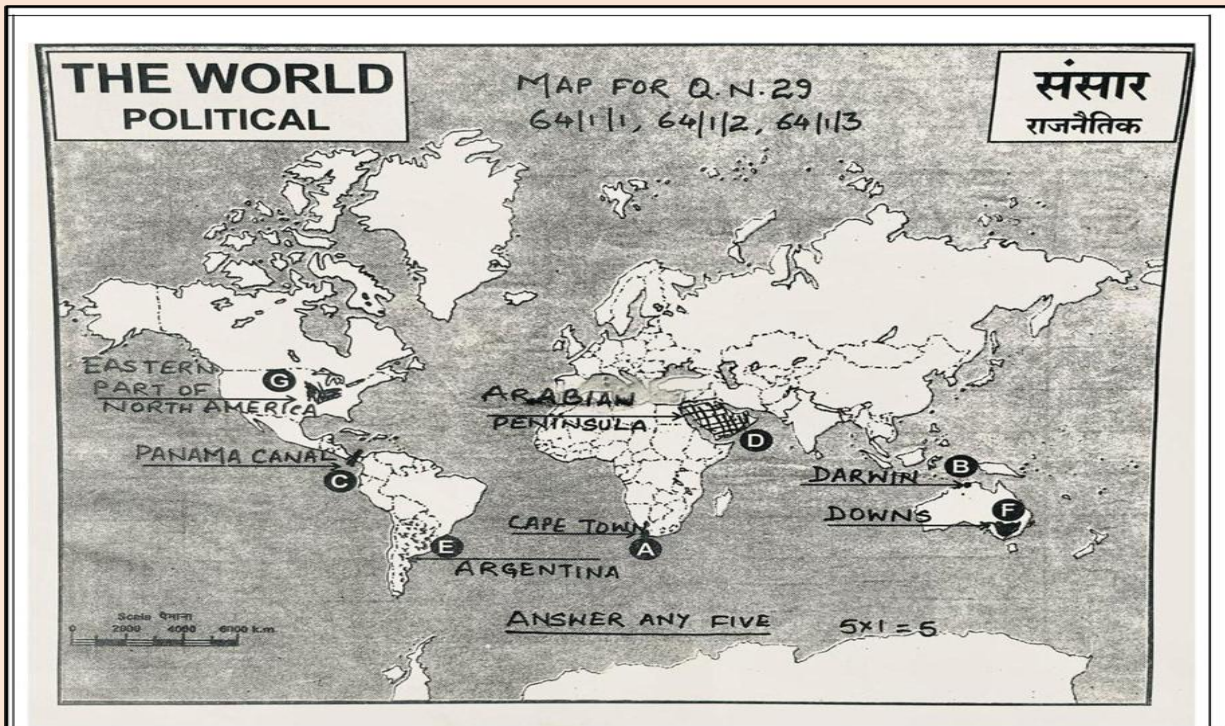 THE WORLD
POLITICAL
MAP FOR Q.N.29
64/1/1, 64/1/2, 64/1/3
संसार
राजनैतिक
EASTERN
PART OF
NORTH AMERICA
G
ARABIAN
PENINSULA
D
PANAMA CANAL
C
B
DARWIN
DOWNS
F
CAPE TOWN
A
E
ARGENTINA
Scale पैमाना
0 2000 4000 6000 k.m.
ANSWER ANY FIVE 5×1=5